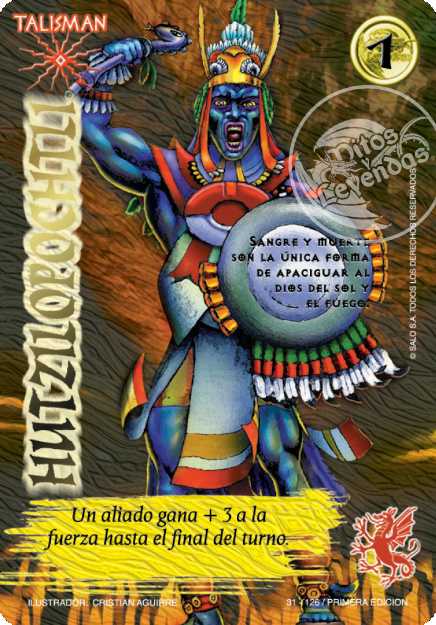 TALISMAN
1
Mitos y
Leyendas
HUITZILOPOCHTLI
SANGRE Y MUERTE
SON LA ÚNICA FORMA
DE APACIGUAR AL
DIOS DEL SOL Y
EL FUEGO.
© SALO S.A. TODOS LOS DERECHOS RESERVADOS
Un aliado gana + 3 a la
fuerza hasta el final del turno.
ILUSTRADOR: CRISTIAN AGUIRRE
91 /126 / PRIMERA EDICION